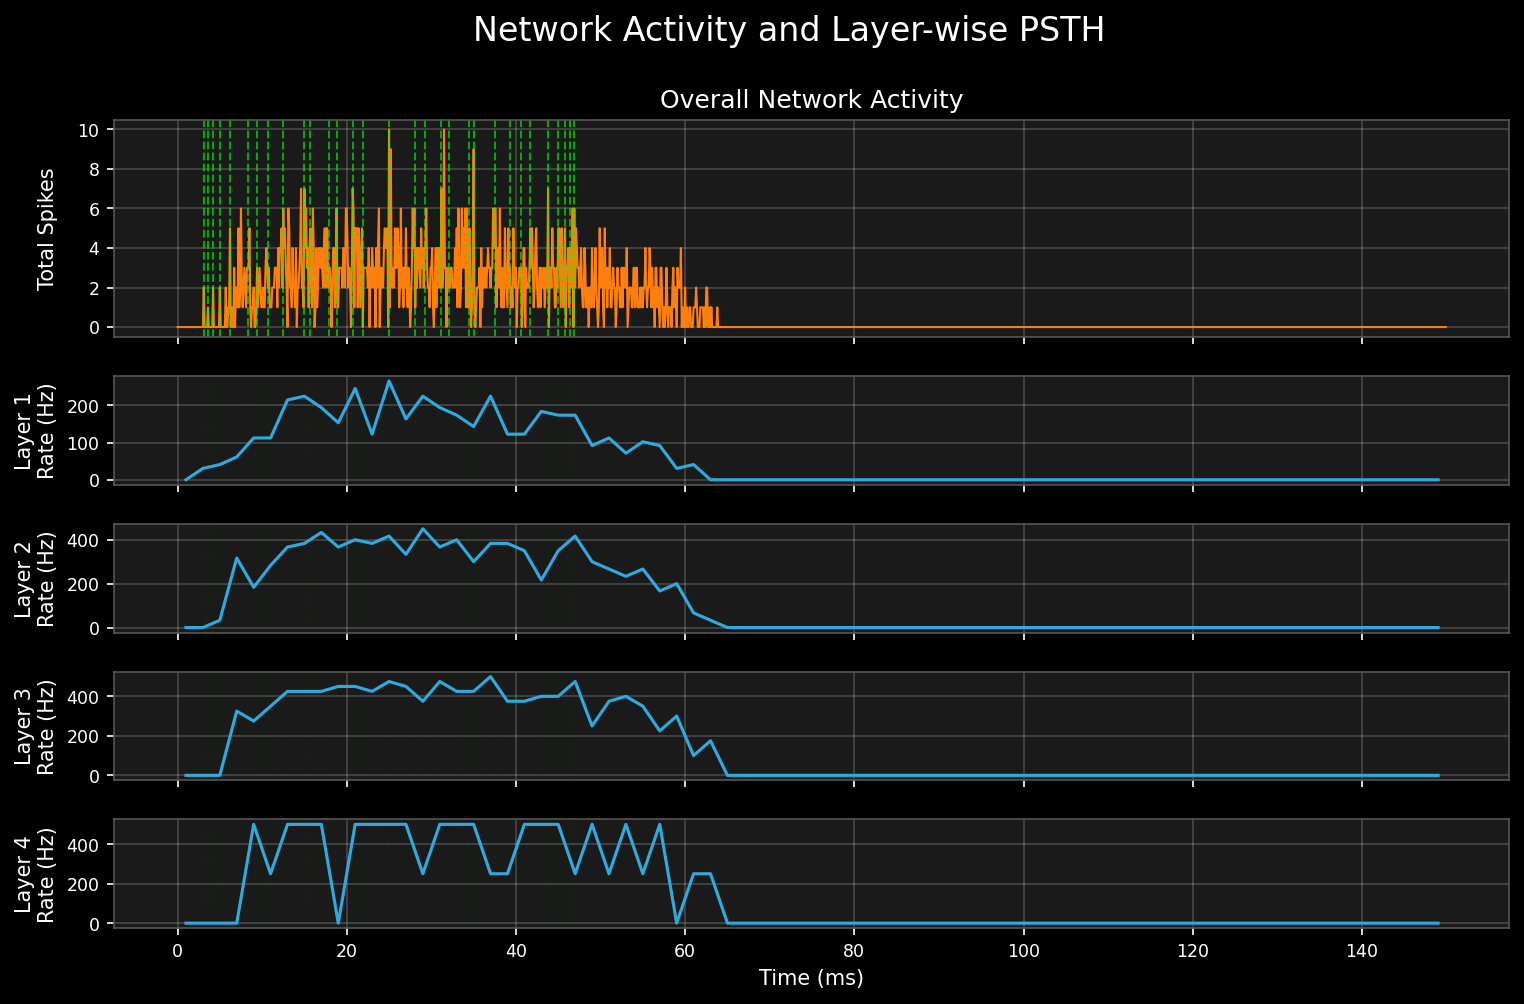 Network Activity and Layer-wise PSTH
Overall Network Activity
Total Spikes
10
8
6
4
2
0
Layer 1
Rate (Hz)
200
100
0
Layer 2
Rate (Hz)
400
200
0
Layer 3
Rate (Hz)
400
200
0
Layer 4
Rate (Hz)
400
200
0
0 20 40 60 80 100 120 140
Time (ms)